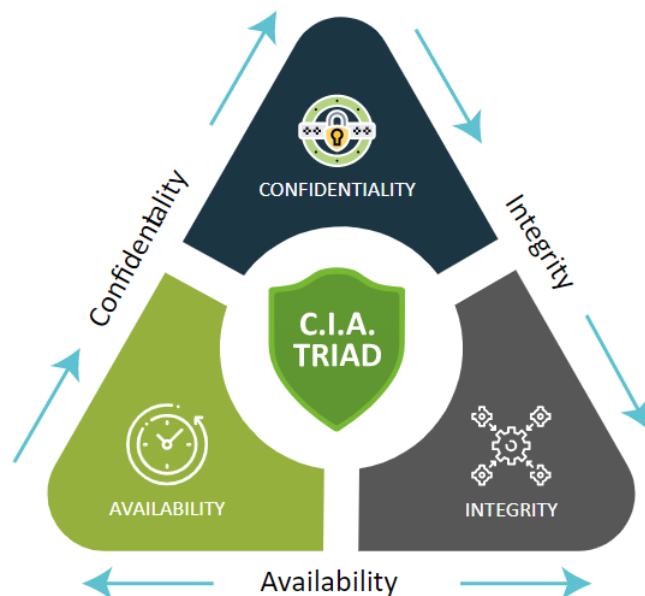 CONFIDENTIALITY
Confidentality
Integrity
C.I.A.
TRIAD
AVAILABILITY
INTEGRITY
Availability